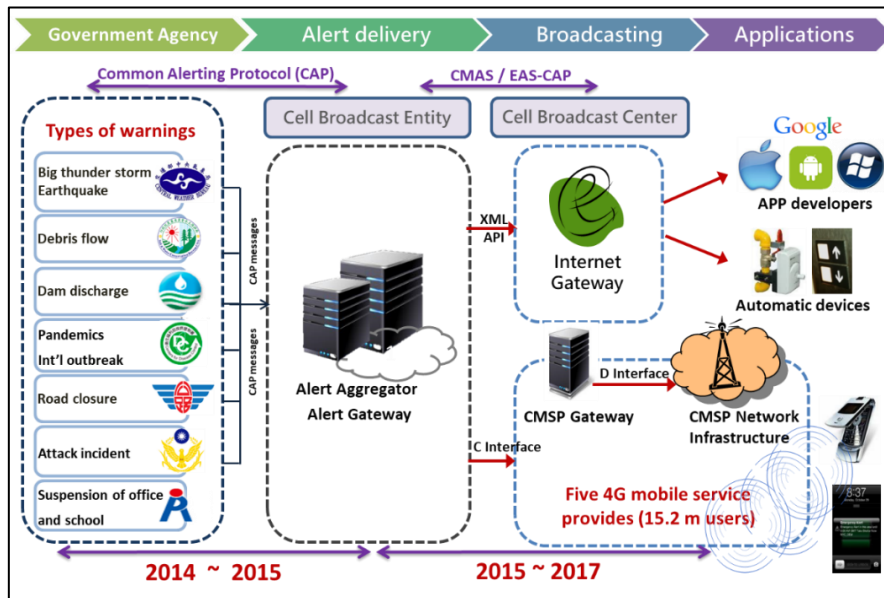 Government Agency
Alert delivery
Broadcasting
Applications
Common Alerting Protocol (CAP)
CMAS / EAS-CAP
Cell Broadcast Entity
Cell Broadcast Center
Types of warnings
Big thunder storm
Earthquake
Debris flow
Dam discharge
Pandemics
Int'l outbreak
Road closure
Attack incident
Suspension of office
and school
CAP messages
CAP messages
Alert Aggregator
Alert Gateway
XML
API
C Interface
Internet
Gateway
CMSP Gateway
D Interface
CMSP Network
Infrastructure
Five 4G mobile service
provides (15.2 m users)
Google
APP developers
Automatic devices
8:37
2014 ~ 2015
2015 ~ 2017